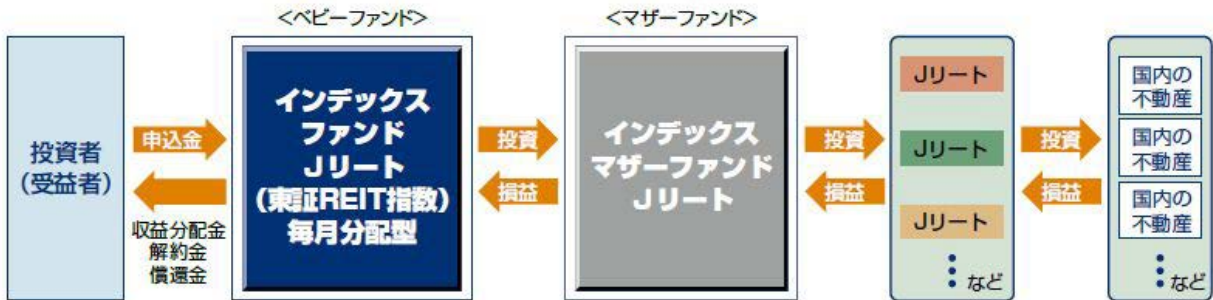 <ベビーファンド>
<マザーファンド>
投資者
(受益者)
申込金
収益分配金
解約金
償還金
インデックス
ファンド
Jリート
(東証REIT指数)
毎月分配型
投資
損益
インデックス
マザーファンド
Jリート
投資
損益
Jリート
Jリート
Jリート
など
投資
損益
国内の
不動産
国内の
不動産
国内の
不動産
など